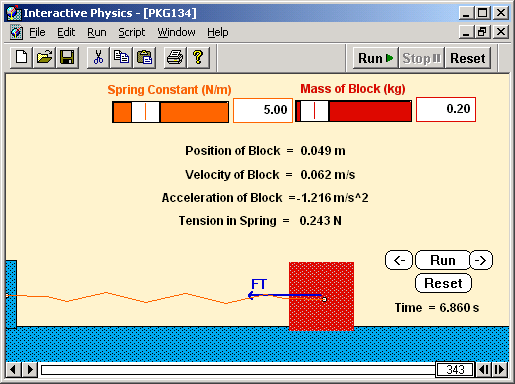 Interactive Physics - [PKG134]
File Edit Run Script Window Help
Run Stop Reset
Spring Constant (N/m) Mass of Block (kg)
5.00 0.20
Position of Block = 0.049 m
Velocity of Block = 0.062 m/s
Acceleration of Block =-1.216 m/s^2
Tension in Spring = 0.243 N
FT
<- Run ->
Reset
Time = 6.860 s
343